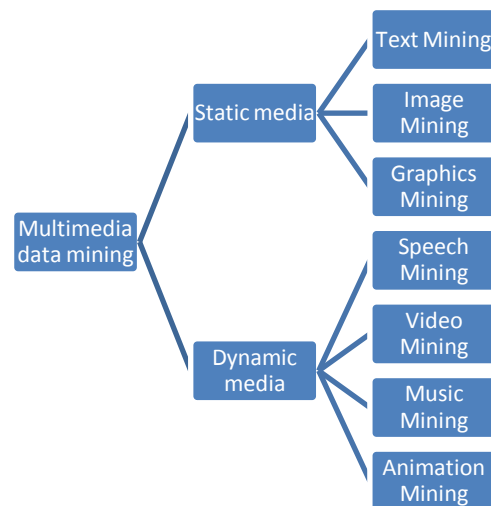 Multimedia
data mining
Static media
Text Mining
Image
Mining
Graphics
Mining
Dynamic
media
Speech
Mining
Video
Mining
Music
Mining
Animation
Mining